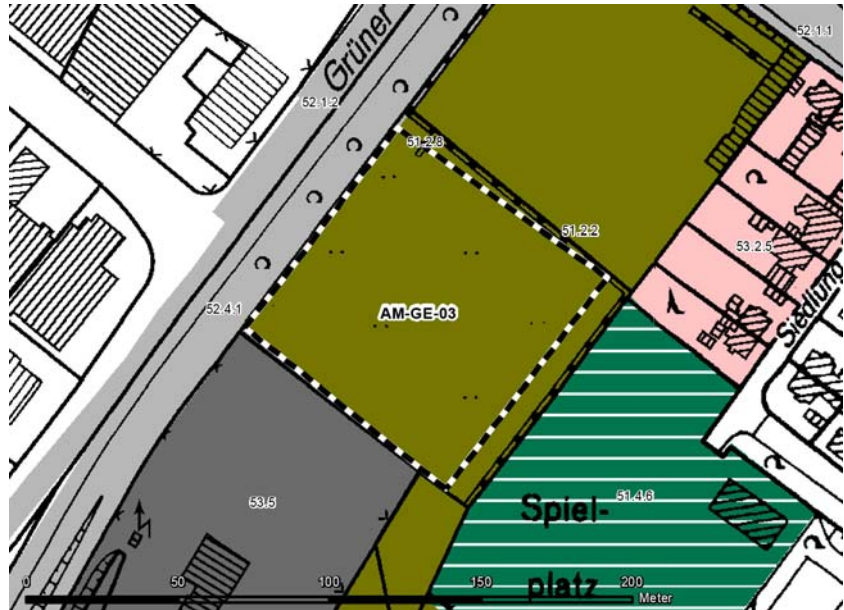 52.1.1
Grüner
52.1.2
51.2.8
51.2.2
53.2.5
Siedlung
52.4.1
AM-GE-03
53.5
51.4.6
Spiel-
platz
0 50 100 150 200
Meter